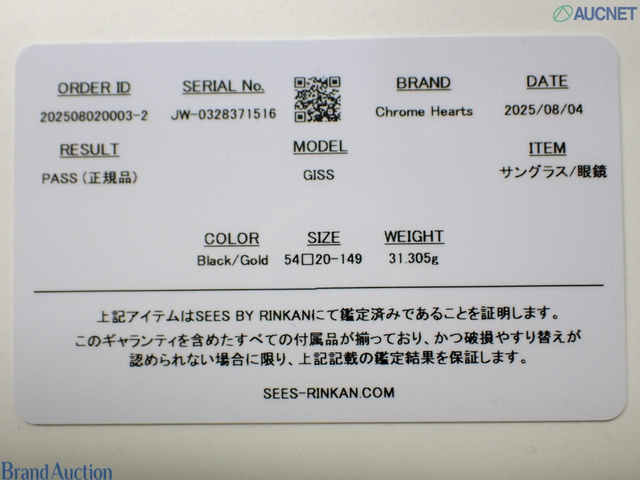 AUCNET
ORDER ID
SERIAL No.
BRAND
DATE
202508020003-2
JW-0328371516
Chrome Hearts
2025/08/04
RESULT
MODEL
ITEM
PASS (正規品)
GISS
サングラス/眼鏡
COLOR
SIZE
WEIGHT
Black/Gold
54□20-149
31.305g
上記アイテムはSEES BY RINKANにて鑑定済みであることを証明します。
このギャランティを含めたすべての付属品が揃っており、かつ破損やすり替えが
認められない場合に限り、上記記載の鑑定結果を保証します。
SEES-RINKAN.COM
Brand Auction